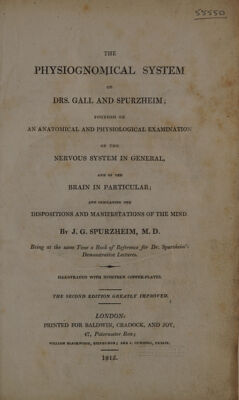 55550
THE
PHYSIOGNOMICAL SYSTEM
OF
DRS. GALL AND SPURZHEIM;
FOUNDED ON
AN ANATOMICAL AND PHYSIOLOGICAL EXAMINATION
OF THE
NERVOUS SYSTEM IN GENERAL,
AND OF THE
BRAIN IN PARTICULAR;
AND INDICATING THE
DISPOSITIONS AND MANIFESTATIONS OF THE MIND.
By J. G. SPURZHEIM, M. D.
Being at the same Time a Book of Reference for Dr. Spurzheim's
Demonstrative Lectures.
ILLUSTRATED WITH NINETEEN COPPER-PLATES.
THE SECOND EDITION GREATLY IMPROVED.
LONDON:
PRINTED FOR BALDWIN, CRADOCK, AND JOY,
47, Paternoster Row;
WILLIAM BLACKWOOD, EDINBURGH; AND J. CUMMING, DUBLIN.
1815.